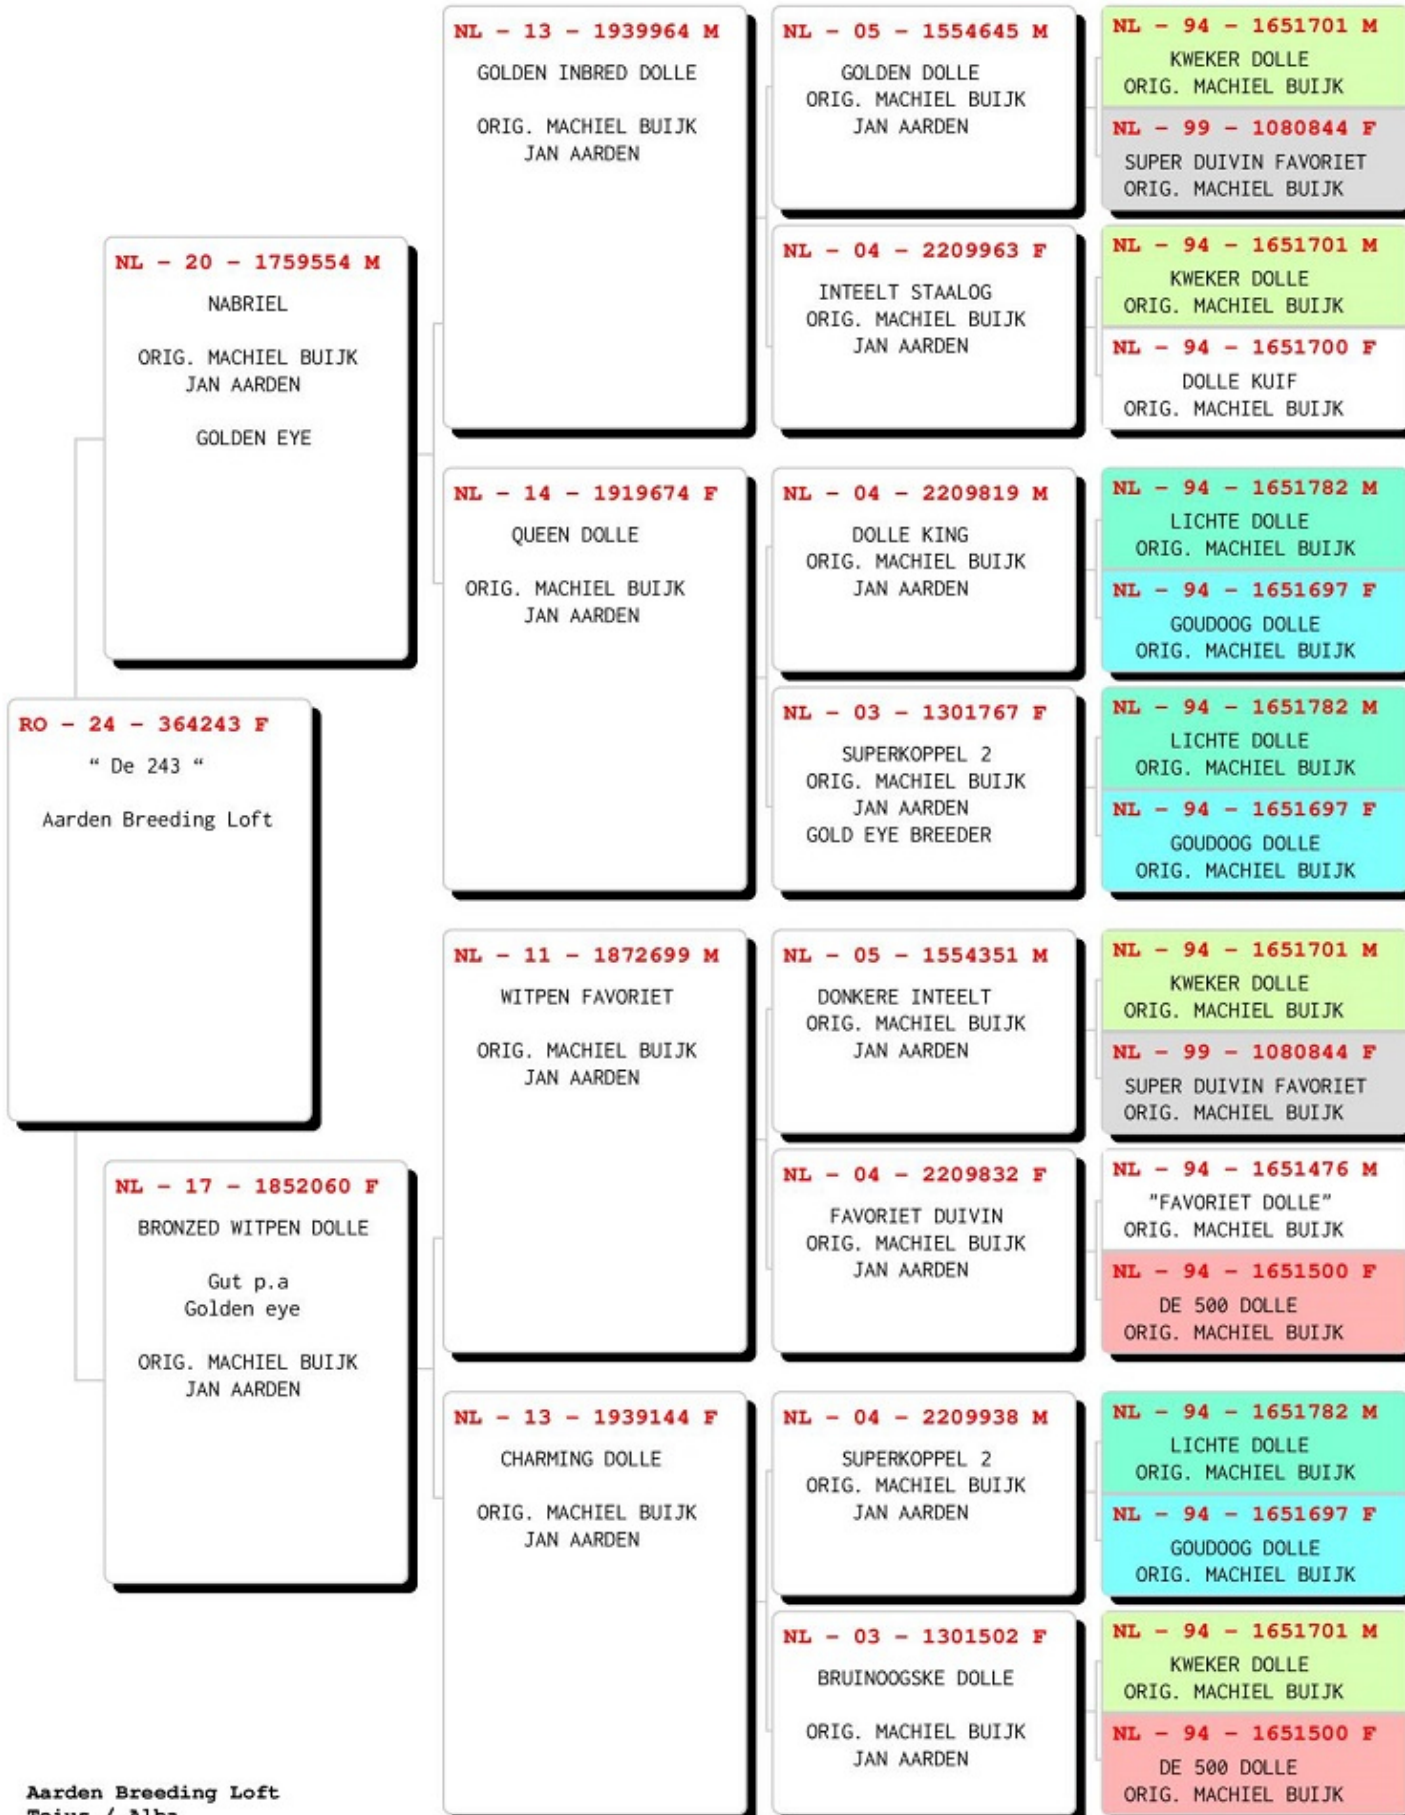 RO - 24 - 364243 F
“ De 243 “
Aarden Breeding Loft
NL - 20 - 1759554 M
NABRIEL
ORIG. MACHIEL BUIJK
JAN AARDEN
GOLDEN EYE
NL - 17 - 1852060 F
BRONZED WITPEN DOLLE
Gut p.a
Golden eye
ORIG. MACHIEL BUIJK
JAN AARDEN
NL - 13 - 1939964 M
GOLDEN INBRED DOLLE
ORIG. MACHIEL BUIJK
JAN AARDEN
NL - 14 - 1919674 F
QUEEN DOLLE
ORIG. MACHIEL BUIJK
JAN AARDEN
NL - 11 - 1872699 M
WITPEN FAVORIET
ORIG. MACHIEL BUIJK
JAN AARDEN
NL - 13 - 1939144 F
CHARMING DOLLE
ORIG. MACHIEL BUIJK
JAN AARDEN
NL - 05 - 1554645 M
GOLDEN DOLLE
ORIG. MACHIEL BUIJK
JAN AARDEN
NL - 04 - 2209963 F
INTEELT STAALOG
ORIG. MACHIEL BUIJK
JAN AARDEN
NL - 04 - 2209819 M
DOLLE KING
ORIG. MACHIEL BUIJK
JAN AARDEN
NL - 03 - 1301767 F
SUPERKOPPEL 2
ORIG. MACHIEL BUIJK
JAN AARDEN
GOLD EYE BREEDER
NL - 05 - 1554351 M
DONKERE INTEELT
ORIG. MACHIEL BUIJK
JAN AARDEN
NL - 04 - 2209832 F
FAVORIET DUIVIN
ORIG. MACHIEL BUIJK
JAN AARDEN
NL - 04 - 2209938 M
SUPERKOPPEL 2
ORIG. MACHIEL BUIJK
JAN AARDEN
NL - 03 - 1301502 F
BRUINOOGSKE DOLLE
ORIG. MACHIEL BUIJK
JAN AARDEN
NL - 94 - 1651701 M
KWEKER DOLLE
ORIG. MACHIEL BUIJK
NL - 99 - 1080844 F
SUPER DUIVIN FAVORIET
ORIG. MACHIEL BUIJK
NL - 94 - 1651701 M
KWEKER DOLLE
ORIG. MACHIEL BUIJK
NL - 94 - 1651700 F
DOLLE KUIF
ORIG. MACHIEL BUIJK
NL - 94 - 1651782 M
LICHTE DOLLE
ORIG. MACHIEL BUIJK
NL - 94 - 1651697 F
GOUDOOG DOLLE
ORIG. MACHIEL BUIJK
NL - 94 - 1651782 M
LICHTE DOLLE
ORIG. MACHIEL BUIJK
NL - 94 - 1651697 F
GOUDOOG DOLLE
ORIG. MACHIEL BUIJK
NL - 94 - 1651701 M
KWEKER DOLLE
ORIG. MACHIEL BUIJK
NL - 99 - 1080844 F
SUPER DUIVIN FAVORIET
ORIG. MACHIEL BUIJK
NL - 94 - 1651476 M
"FAVORIET DOLLE”
ORIG. MACHIEL BUIJK
NL - 94 - 1651500 F
DE 500 DOLLE
ORIG. MACHIEL BUIJK
NL - 94 - 1651782 M
LICHTE DOLLE
ORIG. MACHIEL BUIJK
NL - 94 - 1651697 F
GOUDOOG DOLLE
ORIG. MACHIEL BUIJK
NL - 94 - 1651701 M
KWEKER DOLLE
ORIG. MACHIEL BUIJK
NL - 94 - 1651500 F
DE 500 DOLLE
ORIG. MACHIEL BUIJK
Aarden Breeding Loft